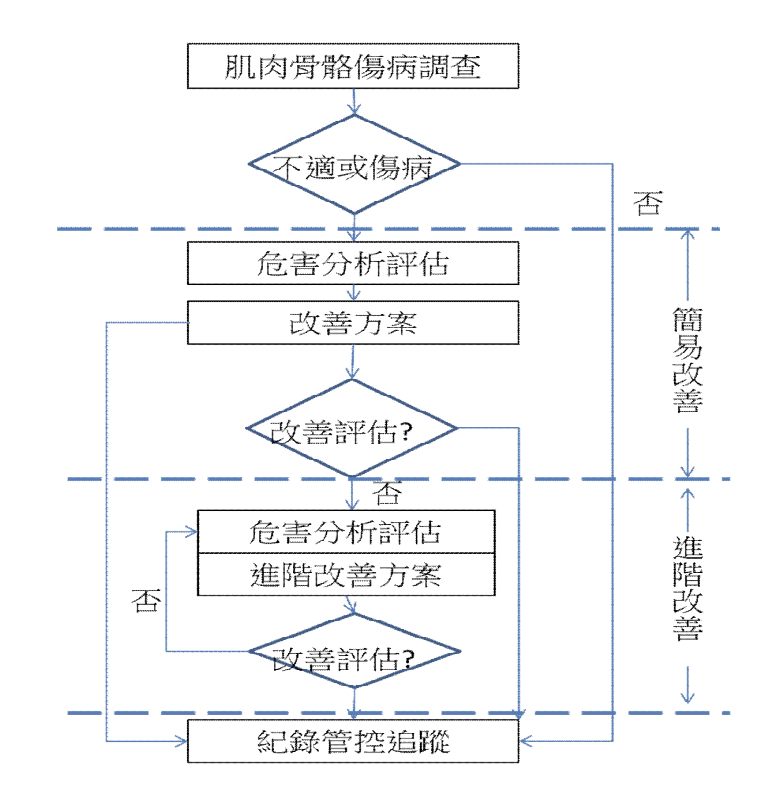 肌肉骨骼傷病調查
不適或傷病
否
危害分析評估
改善方案
簡易改善
改善評估?
否
危害分析評估
進階改善方案
進階改善
否
改善評估?
紀錄管控追蹤